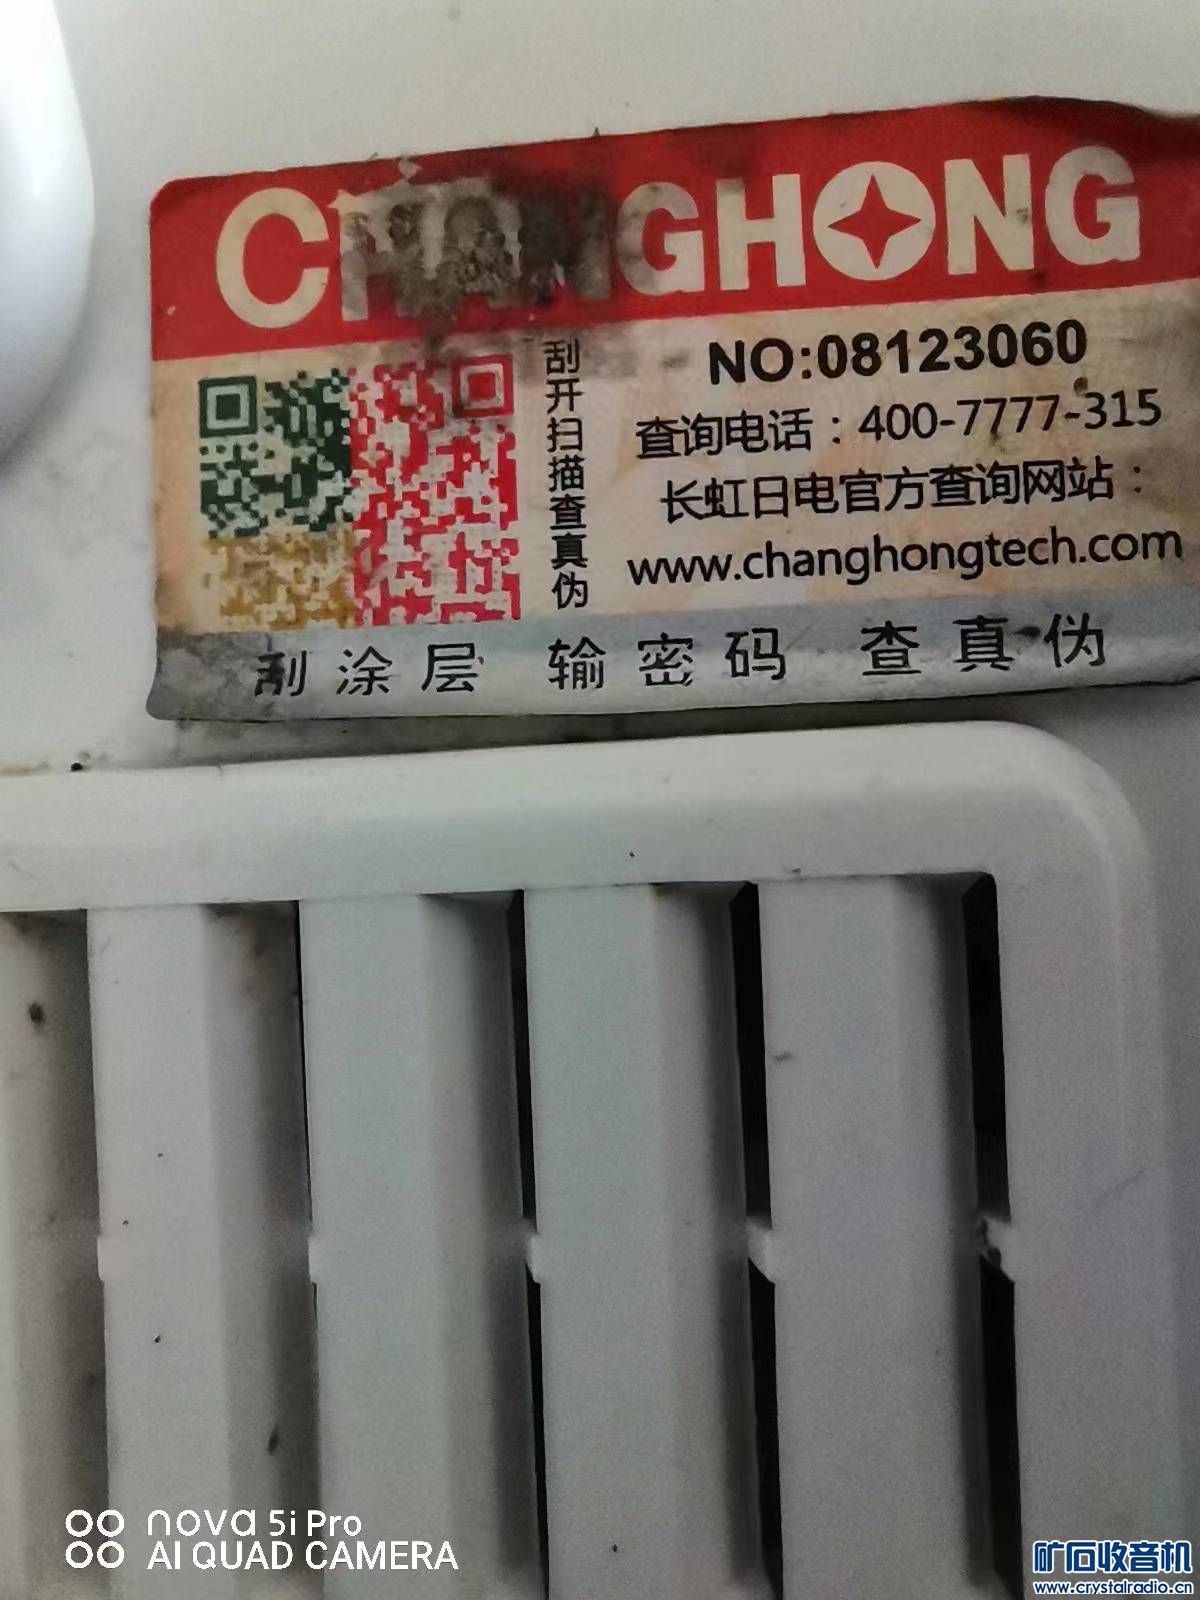 CHANGHONG
NO:08123060
查询电话：400-7777-315
长虹日电官方查询网站：
www.changhongtech.com
刮开扫描查真伪
刮涂层 输密码 查真伪
nova 5i Pro
AI QUAD CAMERA
矿石收音机
www.crystalradio.cn